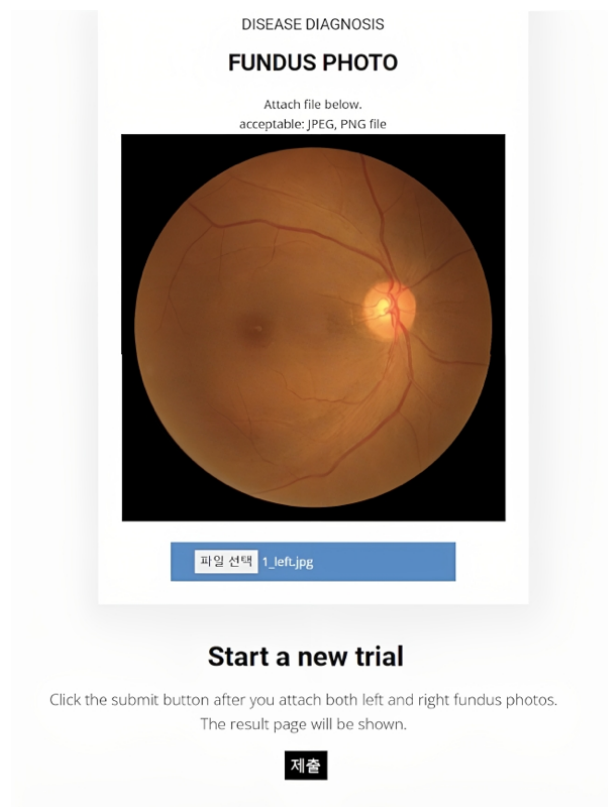 DISEASE DIAGNOSIS
FUNDUS PHOTO
Attach file below.
acceptable: JPEG, PNG file
파일 선택 1_left.jpg
Start a new trial
Click the submit button after you attach both left and right fundus photos.
The result page will be shown.
제출